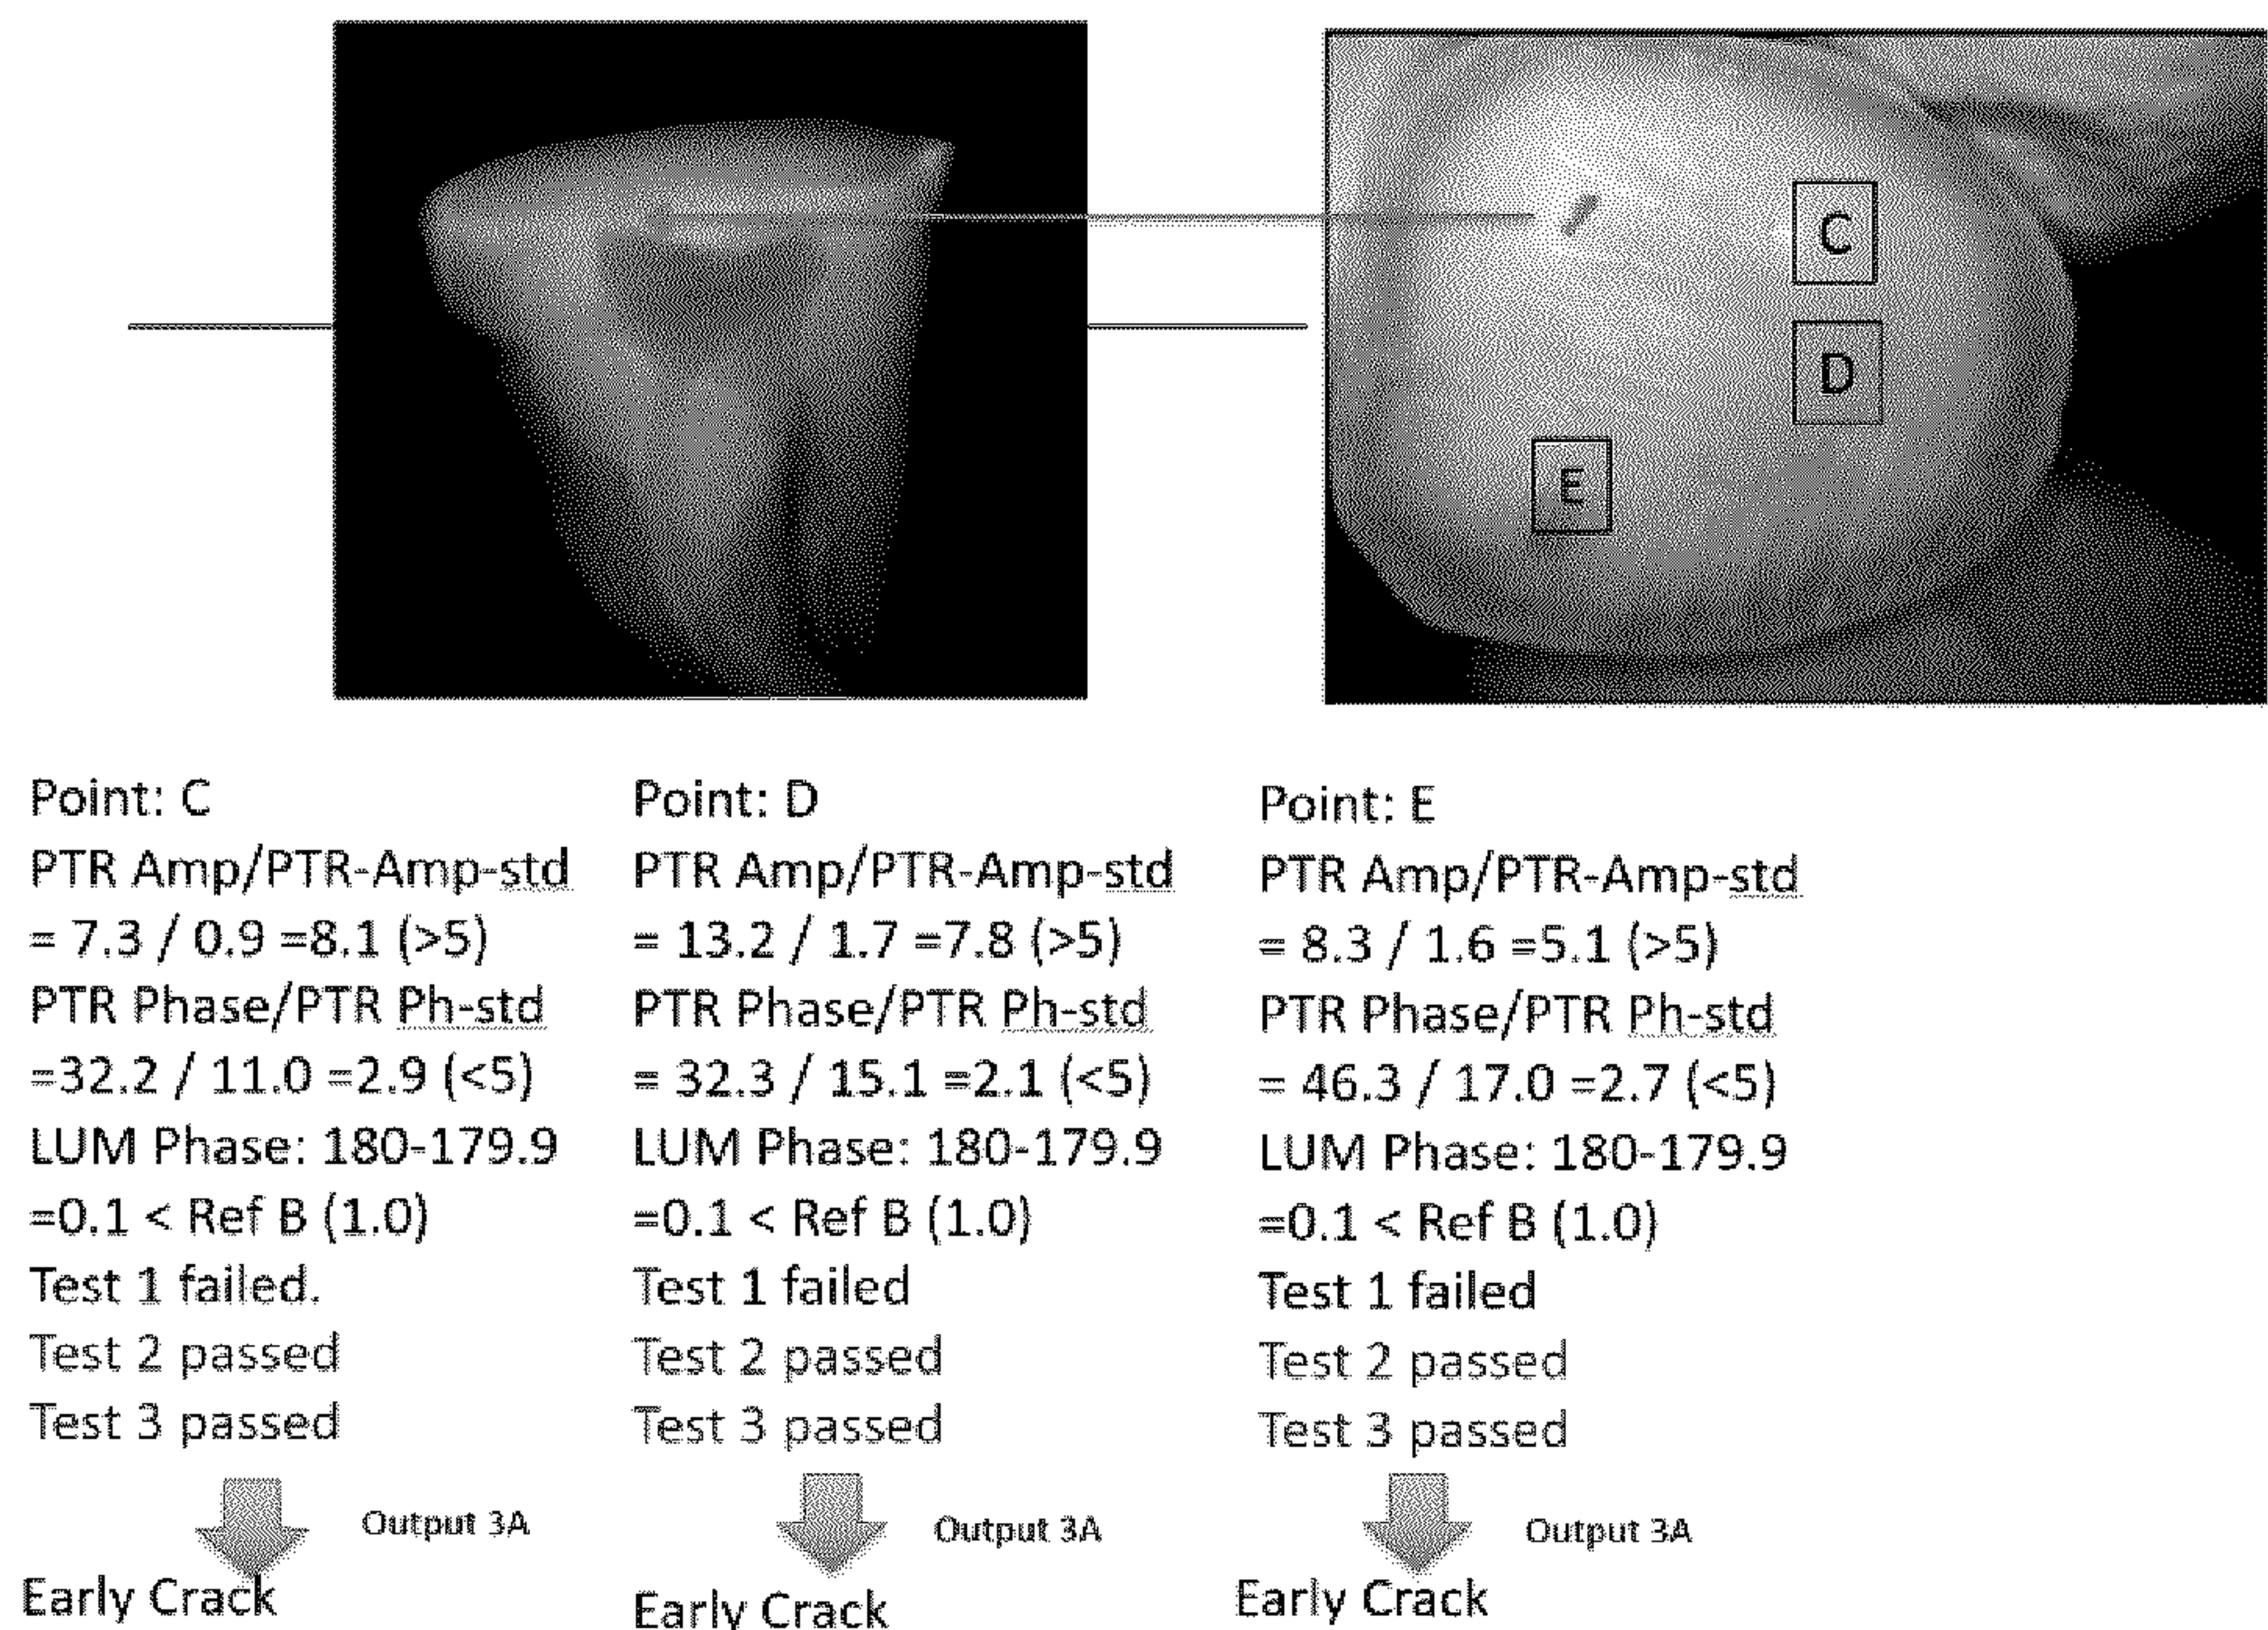 C
D
E
Point: C
PTR Amp/PTR-Amp-std
= 7.3 / 0.9 =8.1 (>5)
PTR Phase/PTR Ph-std
=32.2 / 11.0 =2.9 (<5)
LUM Phase: 180-179.9
=0.1 < Ref B (1.0)
Test 1 failed.
Test 2 passed
Test 3 passed
Output 3A
Early Crack
Point: D
PTR Amp/PTR-Amp-std
= 13.2 / 1.7 =7.8 (>5)
PTR Phase/PTR Ph-std
= 32.3 / 15.1 =2.1 (<5)
LUM Phase: 180-179.9
=0.1 < Ref B (1.0)
Test 1 failed
Test 2 passed
Test 3 passed
Output 3A
Early Crack
Point: E
PTR Amp/PTR-Amp-std
= 8.3 / 1.6 =5.1 (>5)
PTR Phase/PTR Ph-std
= 46.3 / 17.0 =2.7 (<5)
LUM Phase: 180-179.9
=0.1 < Ref B (1.0)
Test 1 failed
Test 2 passed
Test 3 passed
Output 3A
Early Crack